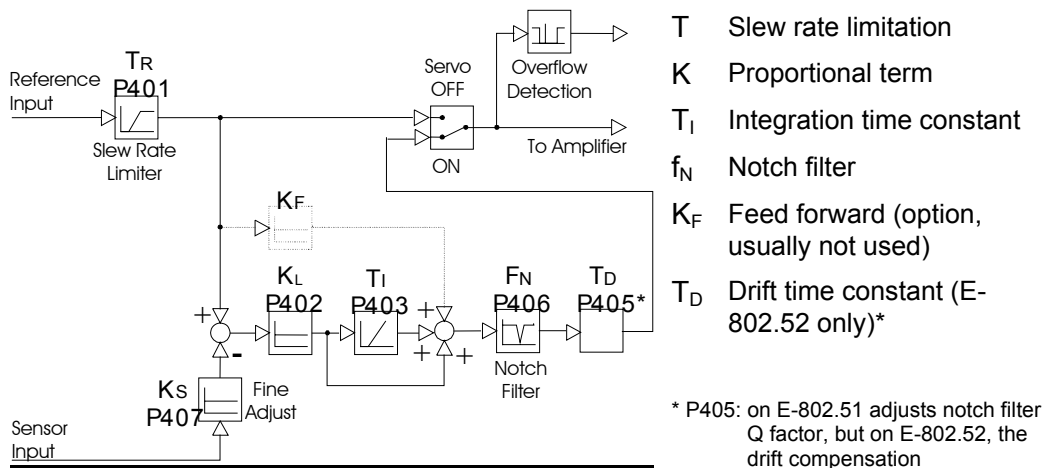 TR
P401
Reference
Input
Slew Rate
Limiter
Servo
OFF
ON
Overflow
Detection
To Amplifier
KF
KL
P402
TI
P403
FN
P406
TD
P405*
+
-
+
+
+
Notch
Filter
KS
P407
Fine
Adjust
Sensor
Input
T Slew rate limitation
K Proportional term
TI Integration time constant
fN Notch filter
KF Feed forward (option,
usually not used)
TD Drift time constant (E-
802.52 only)*
* P405: on E-802.51 adjusts notch filter
Q factor, but on E-802.52, the
drift compensation